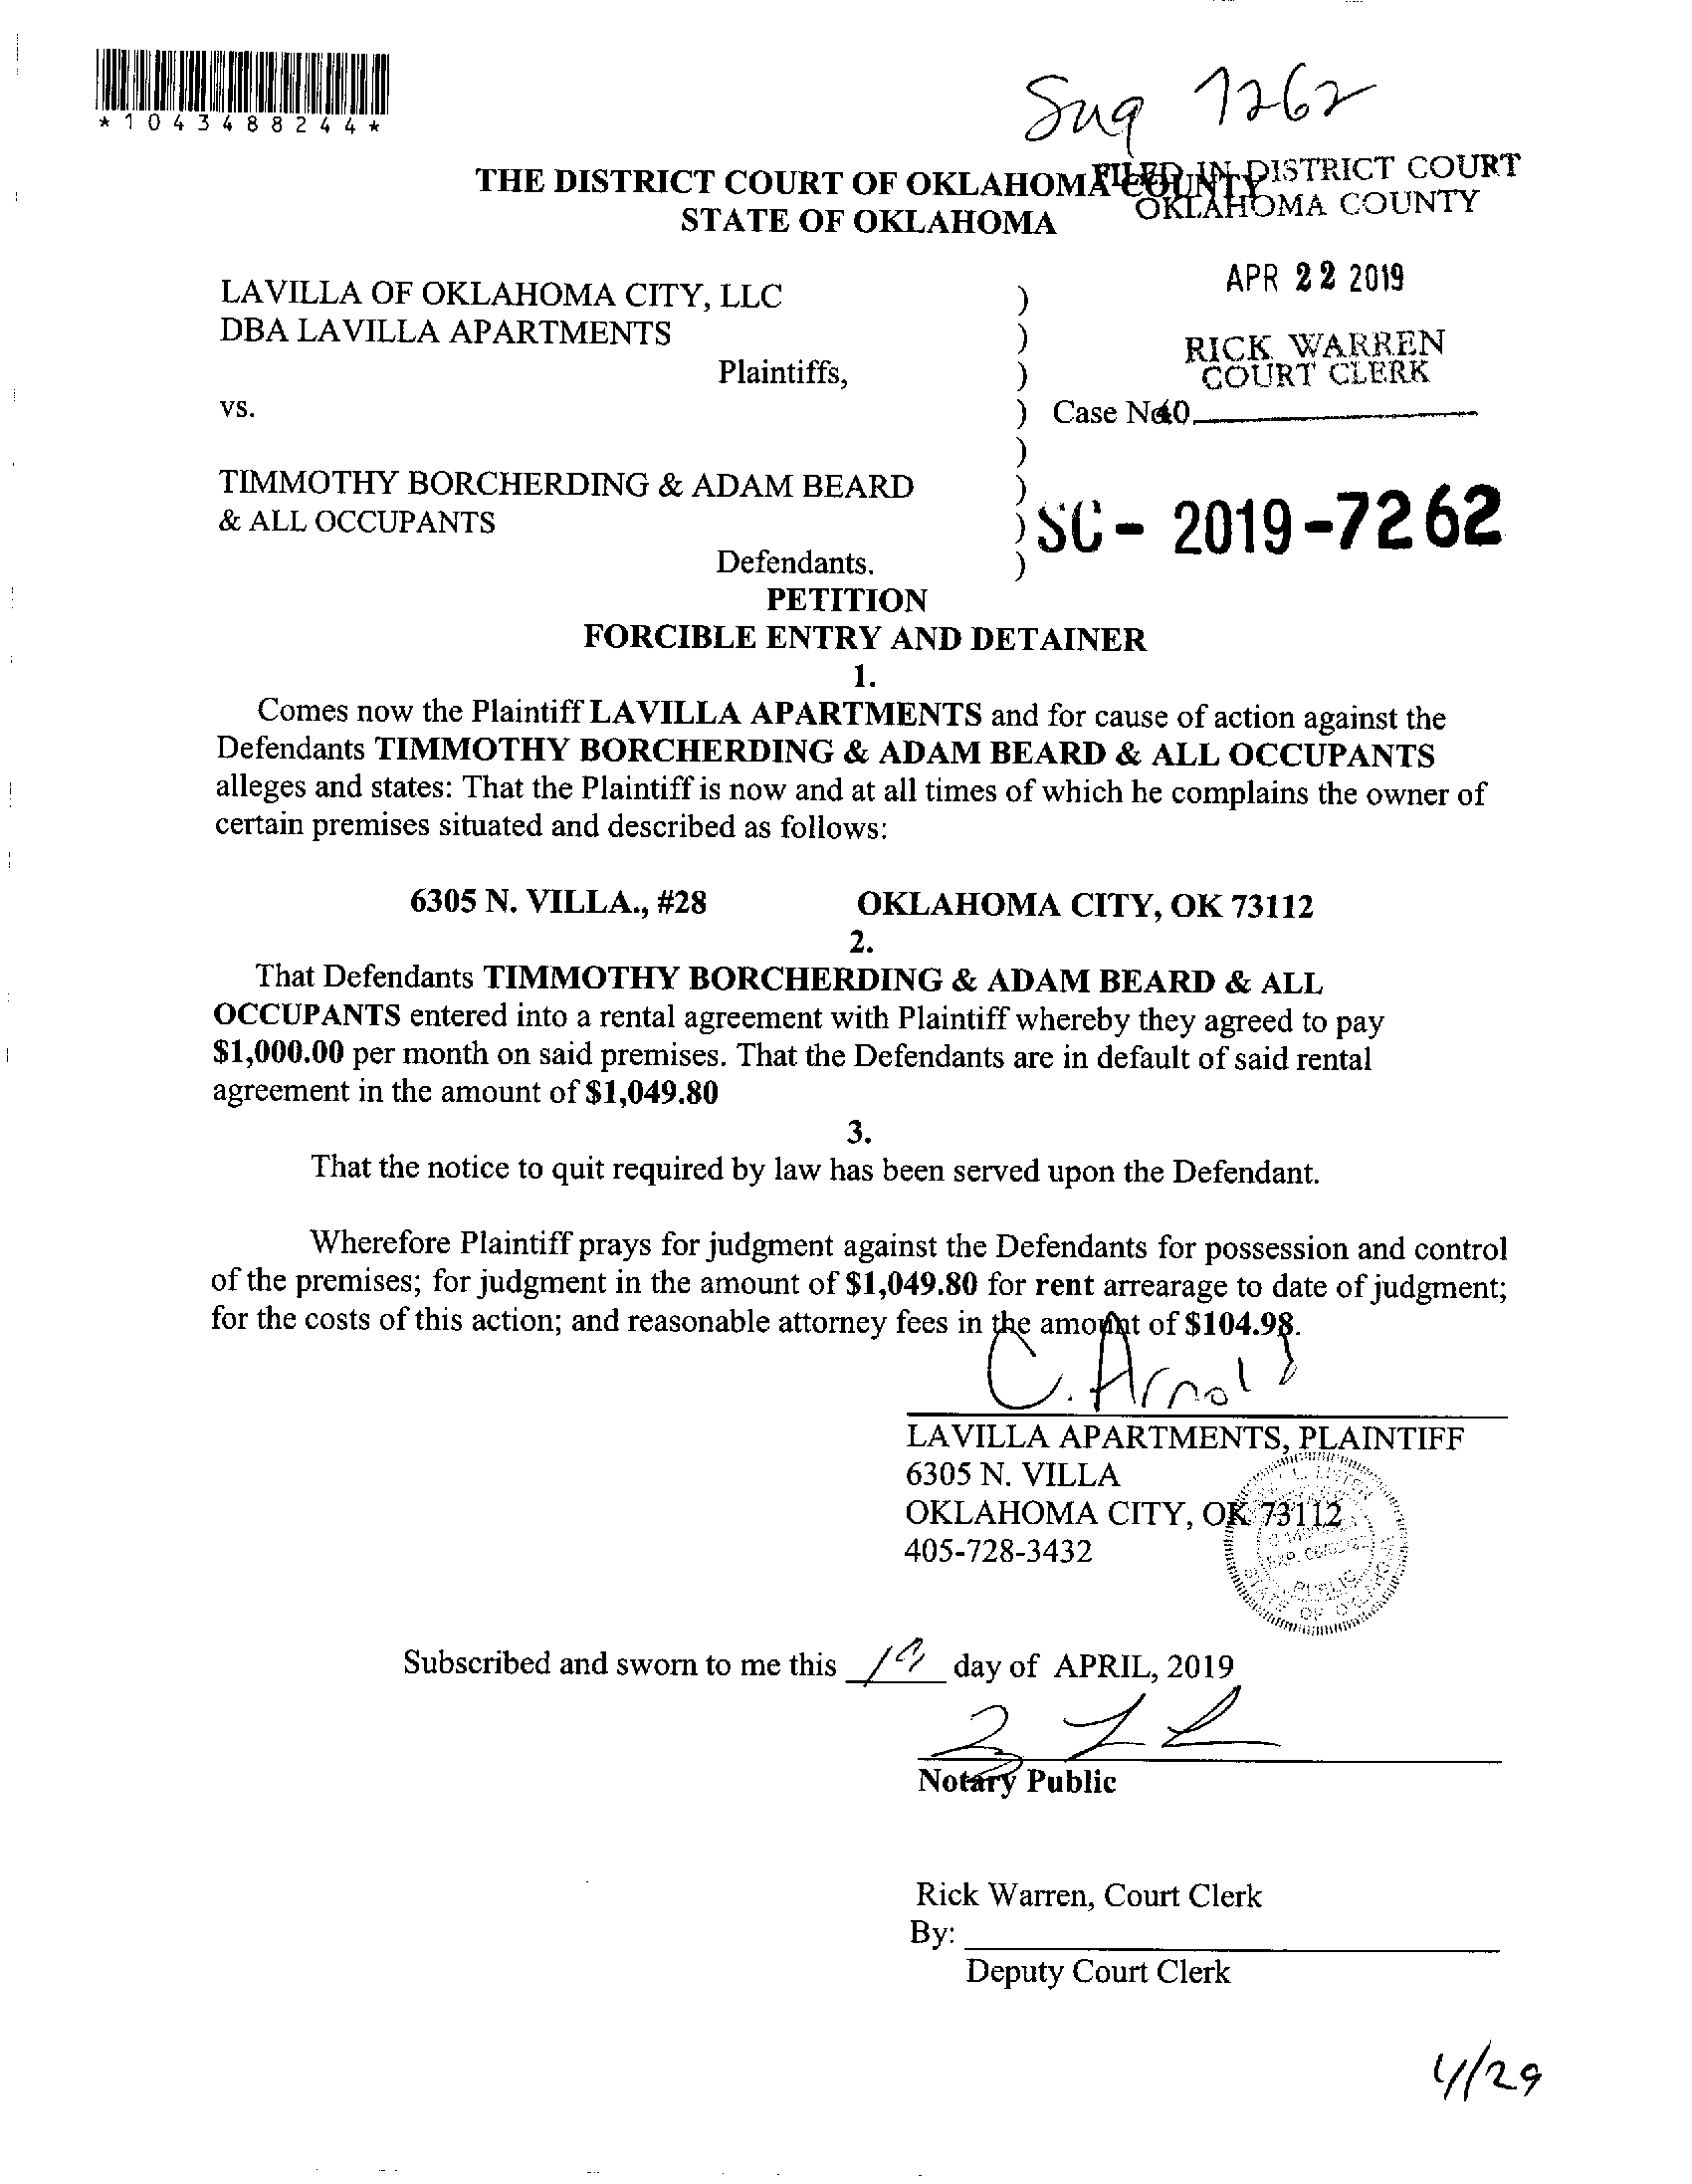 *1043488244*
7262
THE DISTRICT COURT OF OKLAHOMA COUNTY
STATE OF OKLAHOMA
FILED IN DISTRICT COURT
OKLAHOMA COUNTY
APR 22 2019
RICK WARREN
COURT CLERK
40
LAVILLA OF OKLAHOMA CITY, LLC )
DBA LAVILLA APARTMENTS )
Plaintiffs, )
vs. ) Case No.
)
TIMMOTHY BORCHERDING & ADAM BEARD )
& ALL OCCUPANTS ) SC - 2019-7262
Defendants. )
PETITION
FORCIBLE ENTRY AND DETAINER
1.
Comes now the Plaintiff LAVILLA APARTMENTS and for cause of action against the
Defendants TIMMOTHY BORCHERDING & ADAM BEARD & ALL OCCUPANTS
alleges and states: That the Plaintiff is now and at all times of which he complains the owner of
certain premises situated and described as follows:
6305 N. VILLA., #28 OKLAHOMA CITY, OK 73112
2.
That Defendants TIMMOTHY BORCHERDING & ADAM BEARD & ALL
OCCUPANTS entered into a rental agreement with Plaintiff whereby they agreed to pay
$1,000.00 per month on said premises. That the Defendants are in default of said rental
agreement in the amount of $1,049.80
3.
That the notice to quit required by law has been served upon the Defendant.
Wherefore Plaintiff prays for judgment against the Defendants for possession and control
of the premises; for judgment in the amount of $1,049.80 for rent arrearage to date of judgment;
for the costs of this action; and reasonable attorney fees in the amount of $104.98.
C. Arnold
LAVILLA APARTMENTS, PLAINTIFF
6305 N. VILLA
OKLAHOMA CITY, OK 73112
405-728-3432
PUBLIC
STATE OF OKLAHOMA
Subscribed and sworn to me this 19 day of APRIL, 2019
Notary Public
Rick Warren, Court Clerk
By:
Deputy Court Clerk
4/29